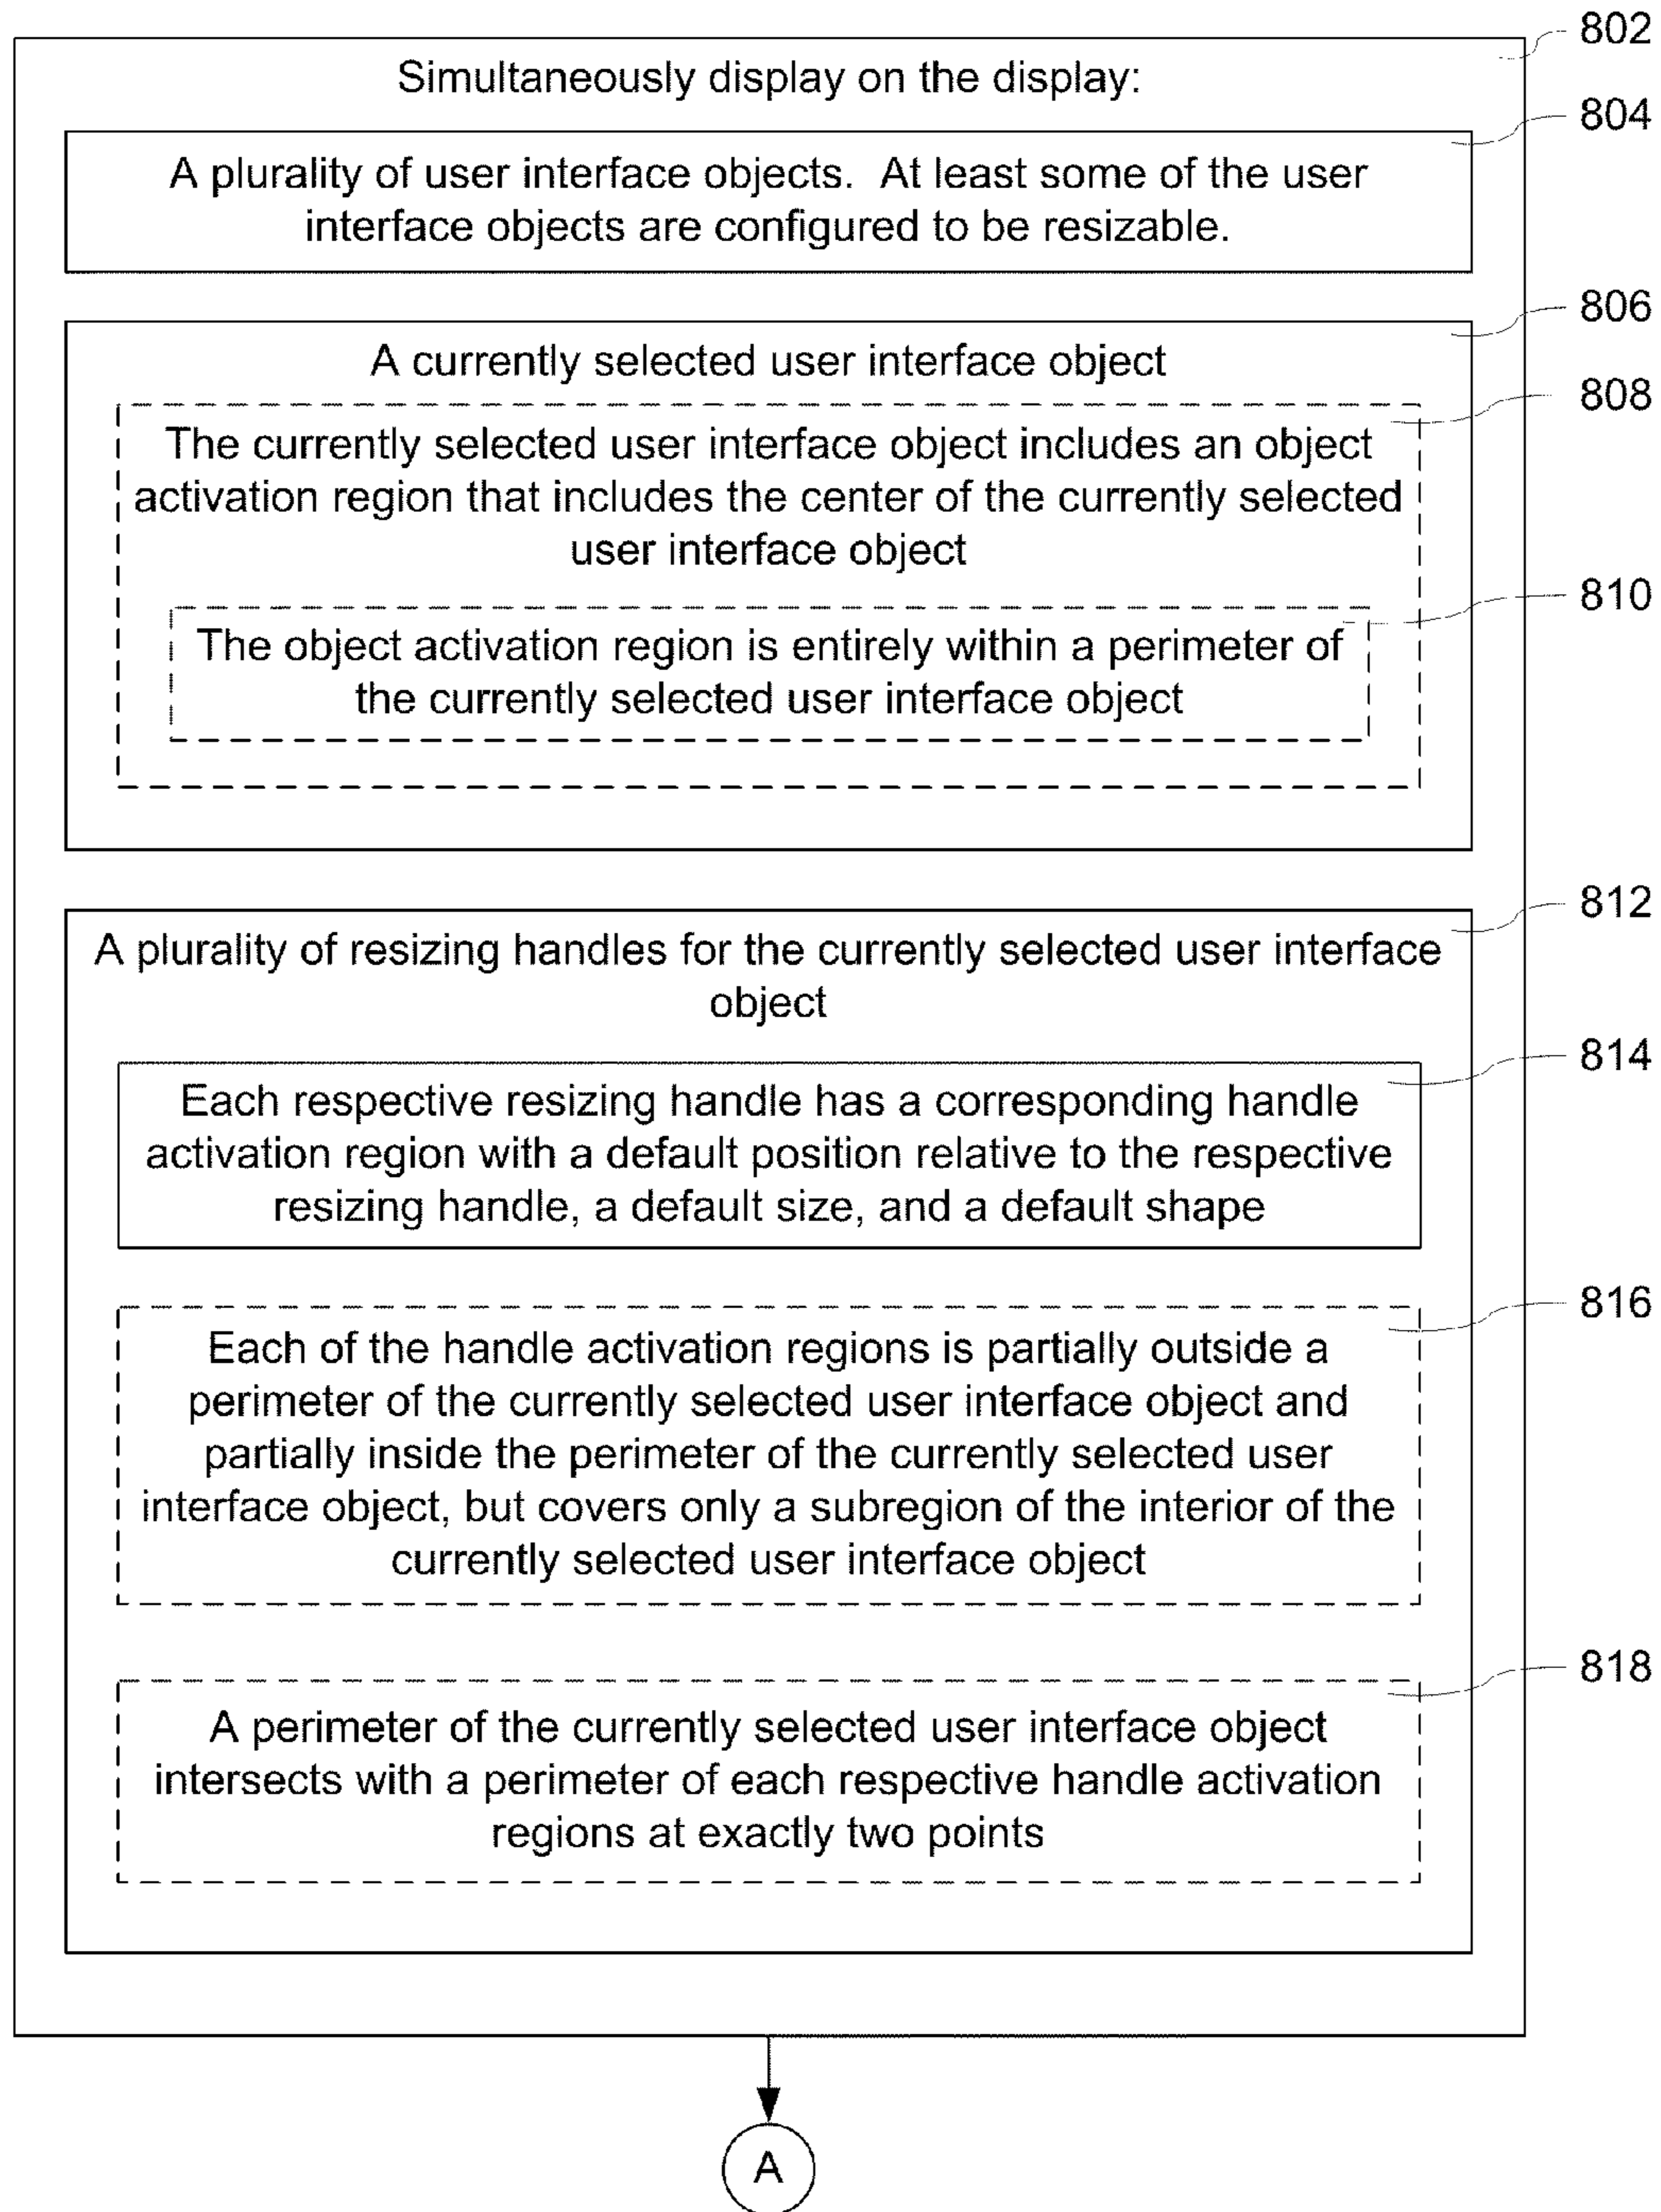 802
Simultaneously display on the display:
804
A plurality of user interface objects.  At least some of the user
interface objects are configured to be resizable.
806
A currently selected user interface object
808
The currently selected user interface object includes an object
activation region that includes the center of the currently selected
user interface object
810
The object activation region is entirely within a perimeter of
the currently selected user interface object
812
A plurality of resizing handles for the currently selected user interface
object
814
Each respective resizing handle has a corresponding handle
activation region with a default position relative to the respective
resizing handle, a default size, and a default shape
816
Each of the handle activation regions is partially outside a
perimeter of the currently selected user interface object and
partially inside the perimeter of the currently selected user
interface object, but covers only a subregion of the interior of the
currently selected user interface object
818
A perimeter of the currently selected user interface object
intersects with a perimeter of each respective handle activation
regions at exactly two points
A